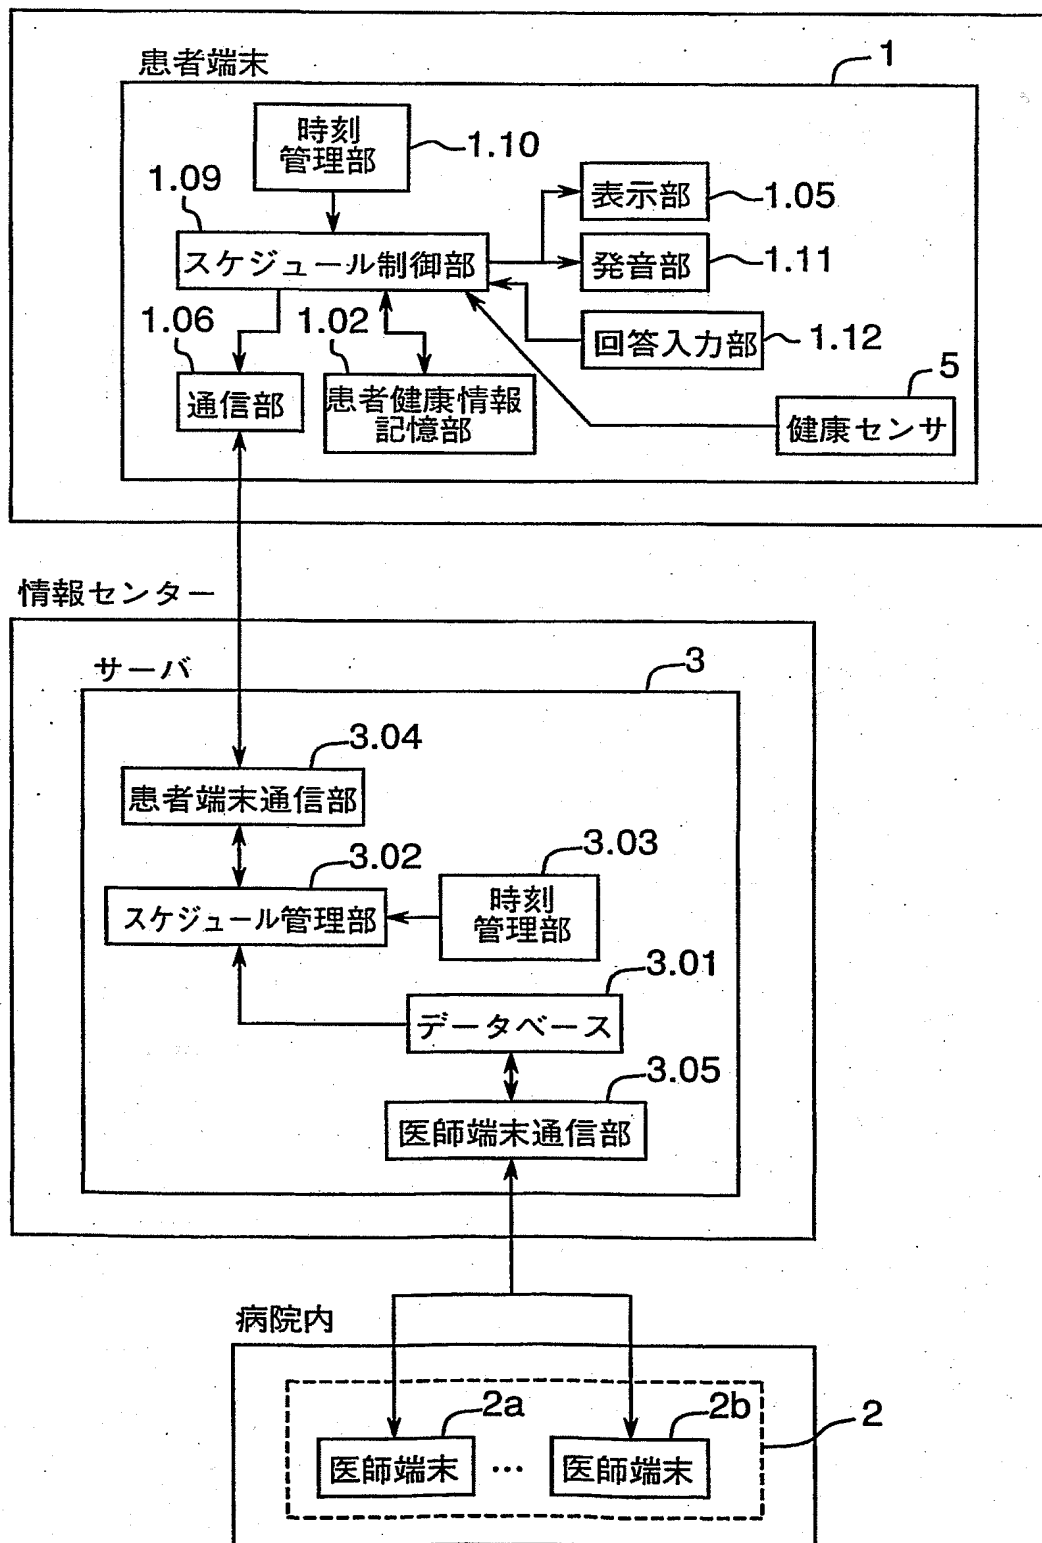 患者端末
1
時刻
管理部
1.10
1.09
表示部
1.05
スケジュール制御部
発音部
1.11
1.06
1.02
回答入力部
1.12
通信部
患者健康情報
記憶部
5
健康センサ
情報センター
サーバ
3
3.04
患者端末通信部
3.02
3.03
スケジュール管理部
時刻
管理部
3.01
データベース
3.05
医師端末通信部
病院内
2a
2b
2
医師端末
…
医師端末